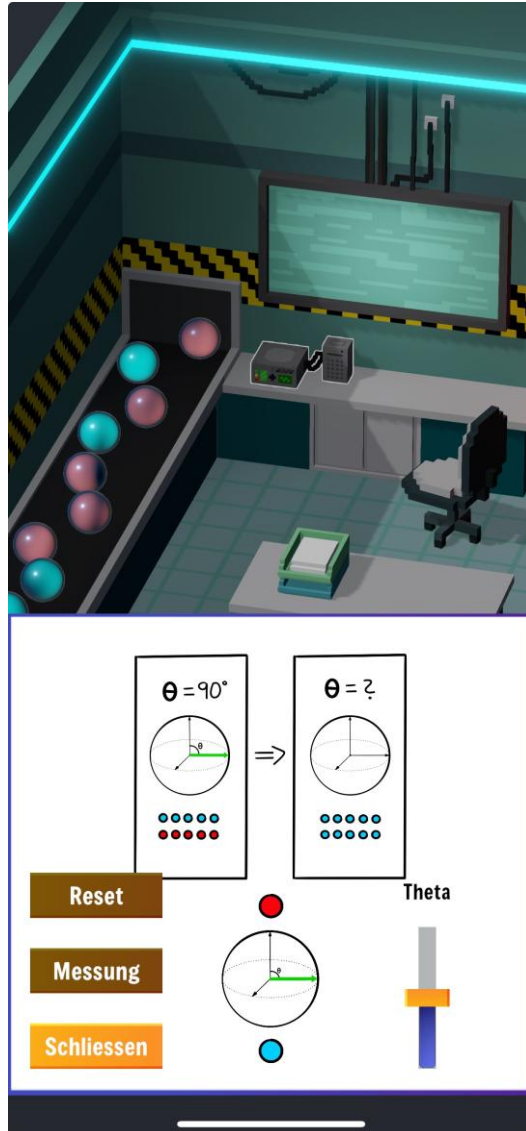 θ = 90°
θ = ?
θ
⇒
Reset
Theta
Messung
θ
Schliessen